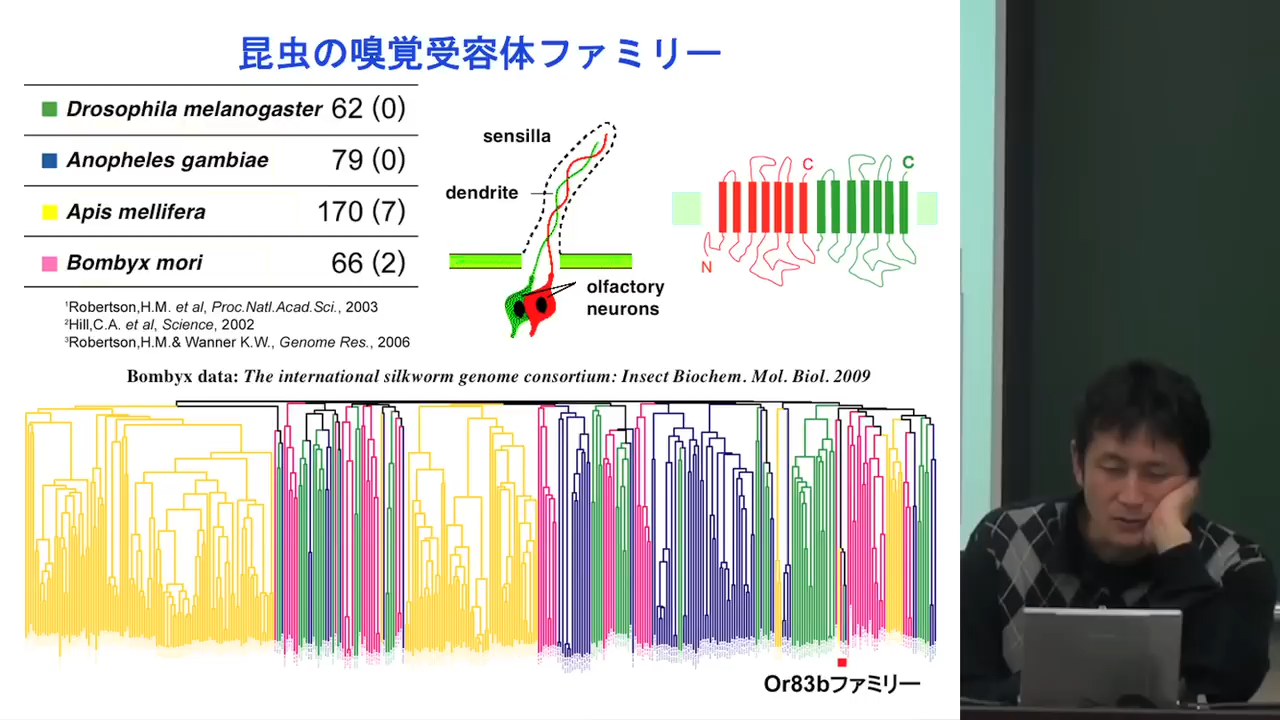 昆虫の嗅覚受容体ファミリー
Drosophila melanogaster 62 (0)
Anopheles gambiae 79 (0)
Apis mellifera 170 (7)
Bombyx mori 66 (2)
¹Robertson,H.M. et al, Proc.Natl.Acad.Sci., 2003
²Hill,C.A. et al, Science, 2002
³Robertson,H.M.& Wanner K.W., Genome Res., 2006
sensilla
dendrite
olfactory
neurons
C
C
N
Bombyx data: The international silkworm genome consortium: Insect Biochem. Mol. Biol. 2009
Or83bファミリー